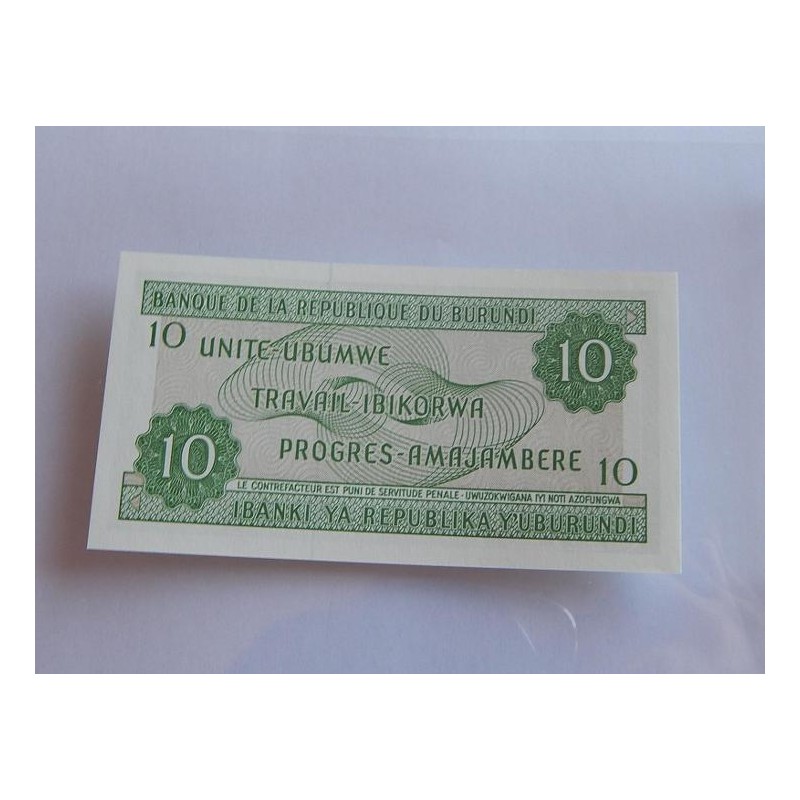 BANQUE DE LA REPUBLIQUE DU BURUNDI
10 UNITE-UBUMWE 10
TRAVAIL-IBIKORWA
10 PROGRES-AMAJAMBERE 10
LE CONTREFACTEUR EST PUNI DE SERVITUDE PENALE - UWUZOKWIGANA IYI NOTI AZOFUNGWA
IBANKI YA REPUBLIKA Y'UBURUNDI